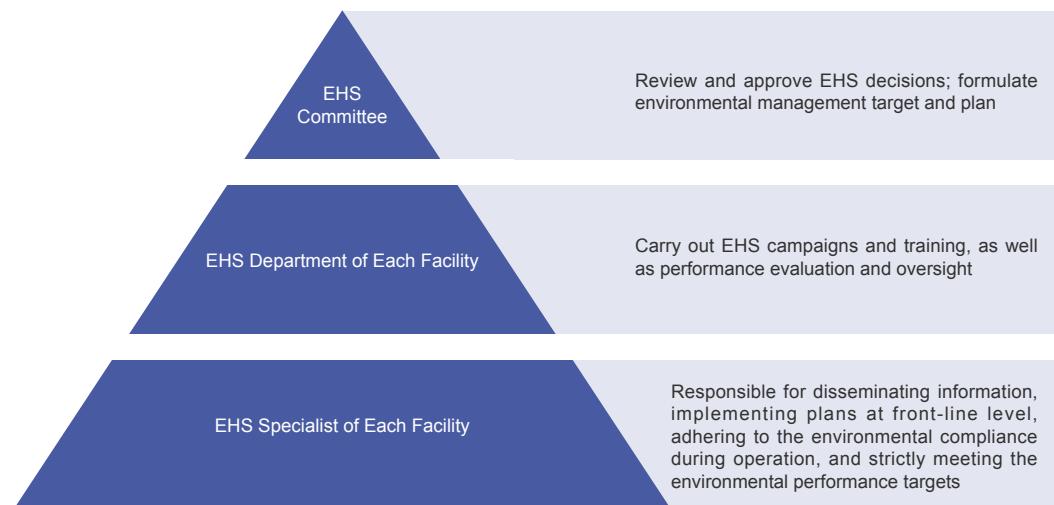 EHS
Committee
Review and approve EHS decisions; formulate
environmental management target and plan
EHS Department of Each Facility
Carry out EHS campaigns and training, as well
as performance evaluation and oversight
EHS Specialist of Each Facility
Responsible for disseminating information,
implementing plans at front-line level,
adhering to the environmental compliance
during operation, and strictly meeting the
environmental performance targets